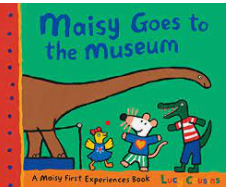 Maisy Goes to
the Museum
A Maisy First Experiences Book
Lucy Cousins